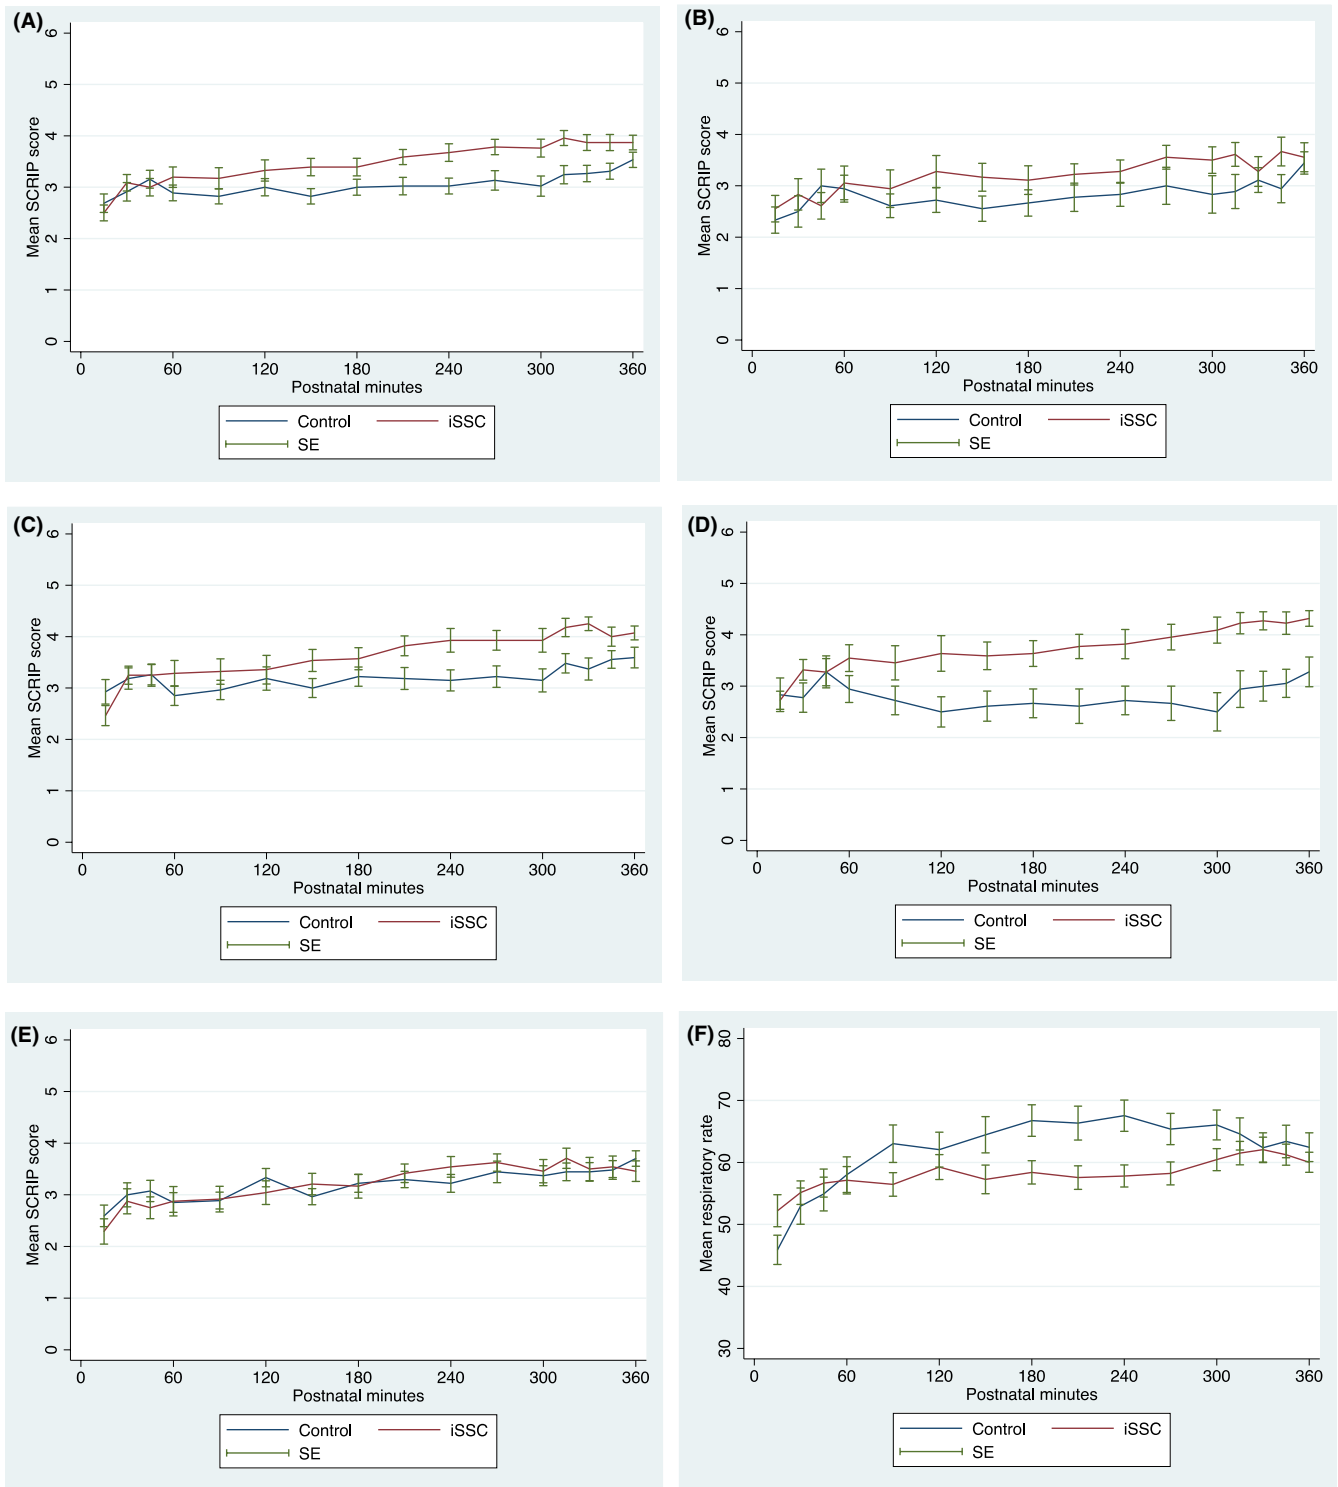 (A)
Mean SCRIP score
6
5
4
3
2
1
0
0 60 120 180 240 300 360
Postnatal minutes
Control iSSC
SE
(B)
Mean SCRIP score
6
5
4
3
2
1
0
0 60 120 180 240 300 360
Postnatal minutes
Control iSSC
SE
(C)
Mean SCRIP score
6
5
4
3
2
1
0
0 60 120 180 240 300 360
Postnatal minutes
Control iSSC
SE
(D)
Mean SCRIP score
6
5
4
3
2
1
0
0 60 120 180 240 300 360
Postnatal minutes
Control iSSC
SE
(E)
Mean SCRIP score
6
5
4
3
2
1
0
0 60 120 180 240 300 360
Postnatal minutes
Control iSSC
SE
(F)
Mean respiratory rate
80
70
60
50
40
30
0 60 120 180 240 300 360
Postnatal minutes
Control iSSC
SE